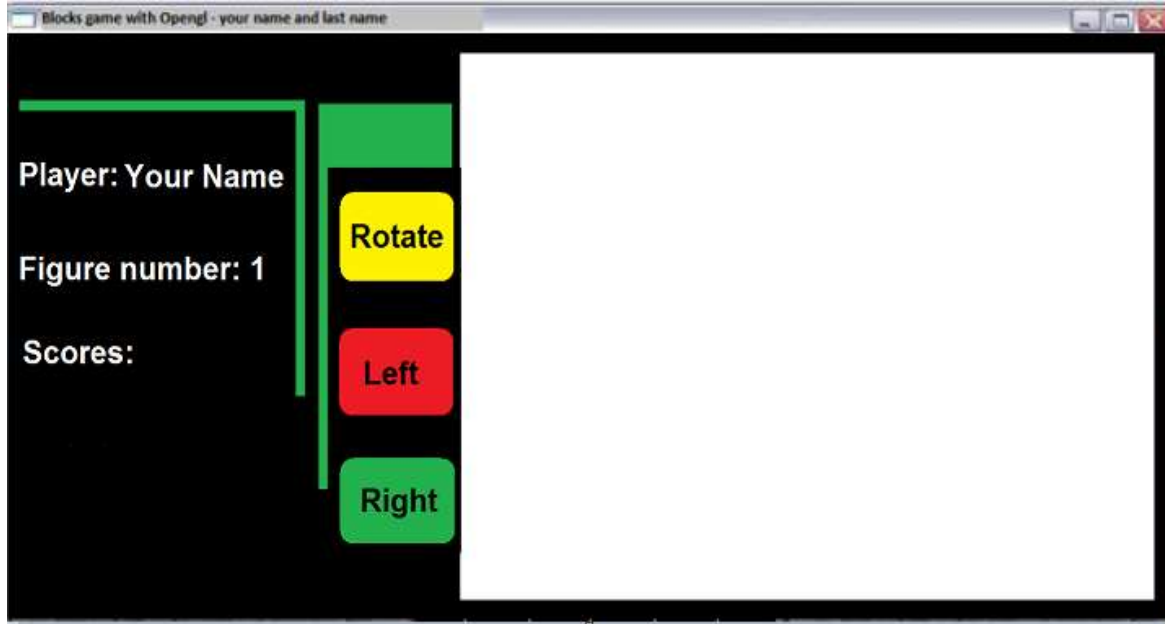 Blocks game with Opengl - your name and last name
Player: Your Name
Figure number: 1
Scores:
Rotate
Left
Right